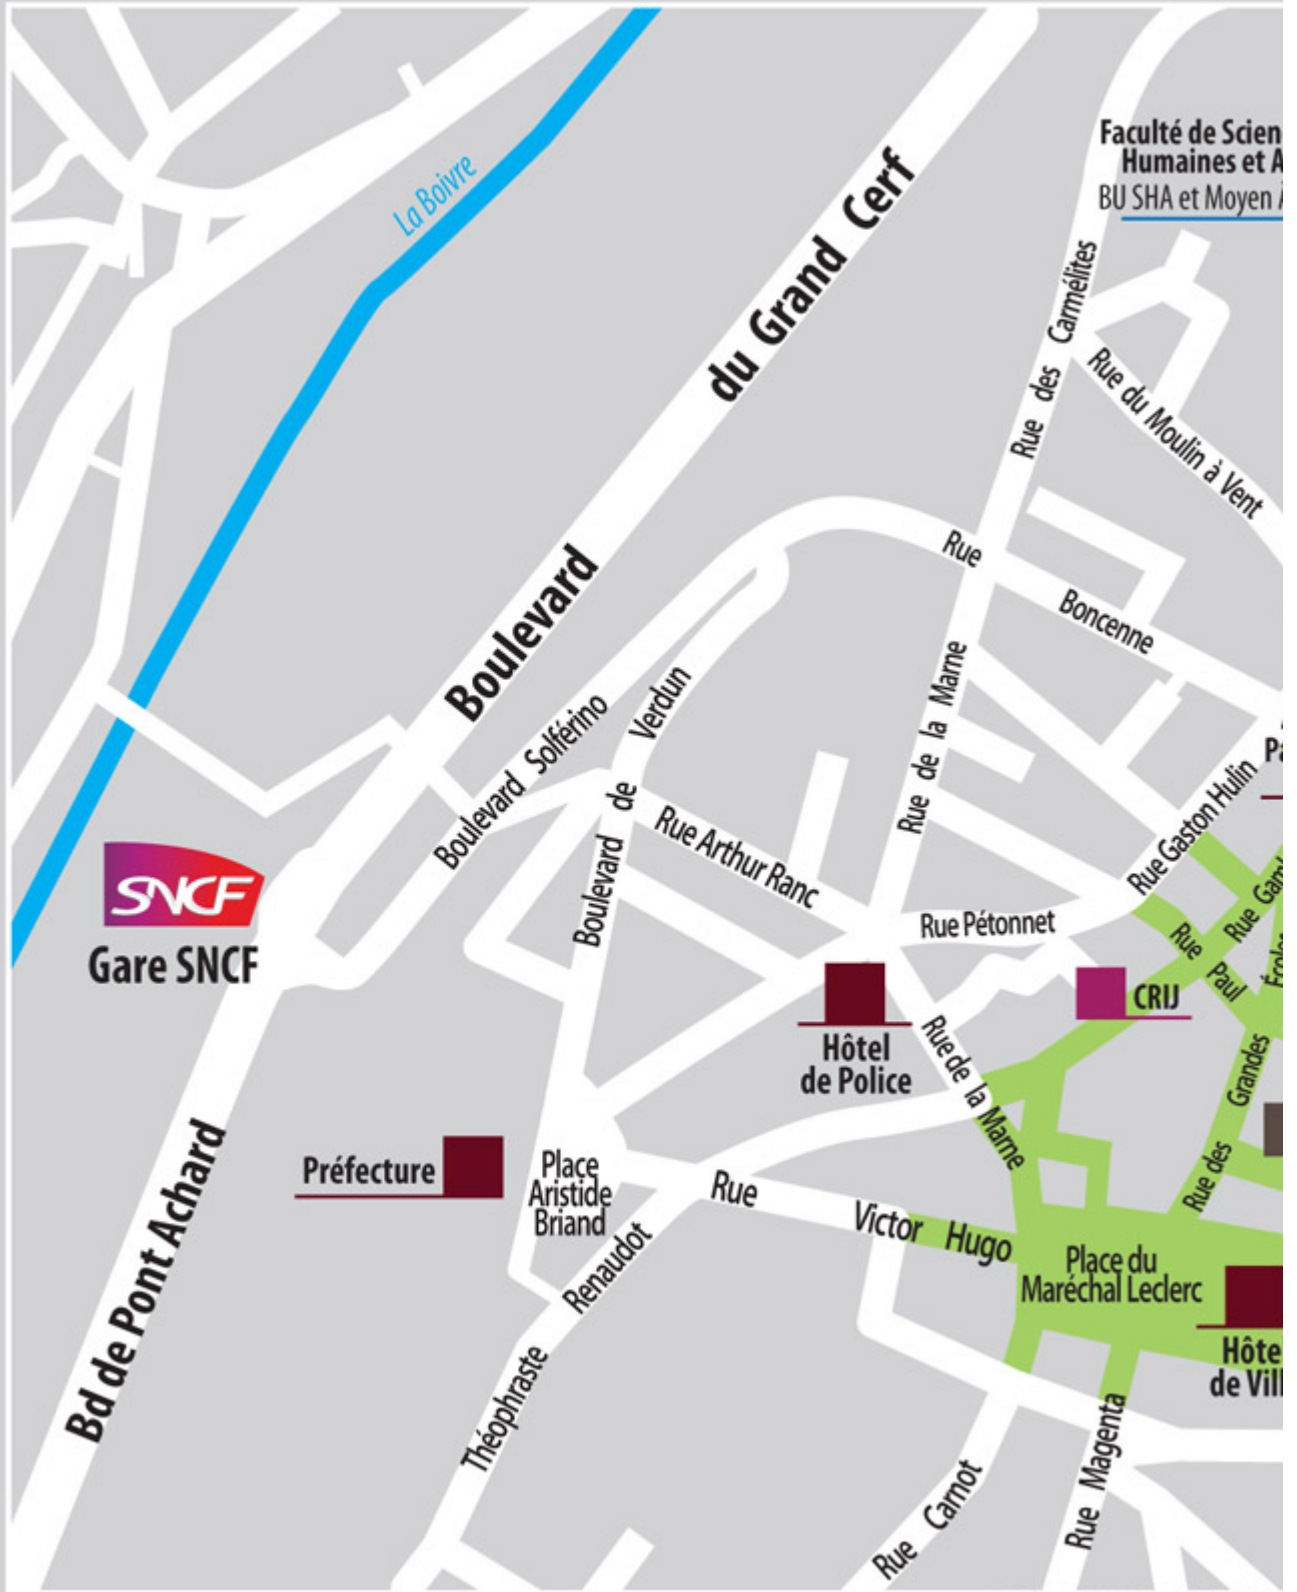 La Boivre
Boulevard du Grand Cerf
Faculté de Scien
Humaines et A
BU SHA et Moyen Â
Rue des Carmélites
Rue du Moulin à Vent
Rue Boncenne
Boulevard Solférino
Boulevard de Verdun
Rue de la Marne
Pa
Rue Gaston Hulin
Rue Arthur Ranc
Rue Pétonnet
Rue Gam
SNCF
Gare SNCF
Rue Paul
CRIJ
Hôtel
de Police
Rue de la Marne
Rue des Grandes Écoles
Bd de Pont Achard
Préfecture
Place
Aristide
Briand
Rue Victor Hugo
Place du
Maréchal Leclerc
Théophraste Renaudot
Hôte
de Vill
Rue Carnot
Rue Magenta